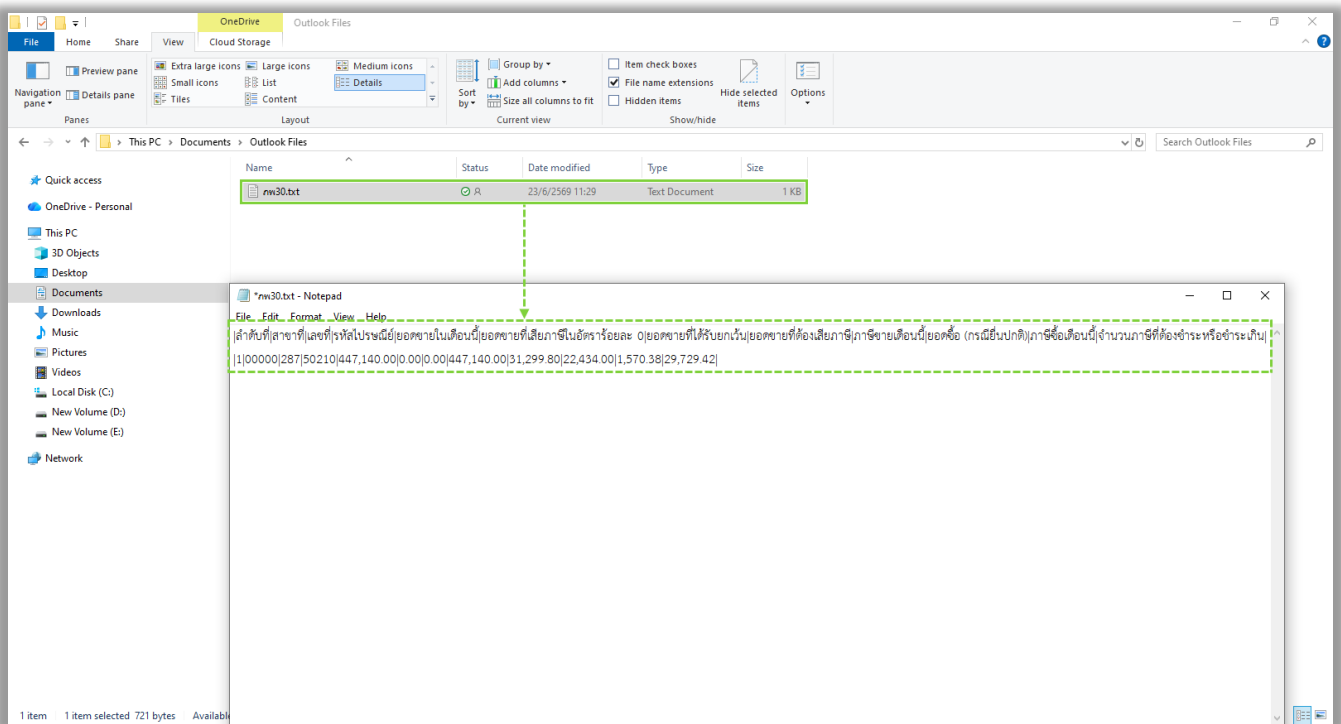 OneDrive
Outlook Files
File Home Share View Cloud Storage
Navigation pane
Preview pane
Details pane
Panes
Extra large icons Large icons Medium icons
Small icons List Details
Tiles Content
Layout
Sort by
Group by
Add columns
Size all columns to fit
Current view
Item check boxes
File name extensions
Hidden items
Hide selected items
Show/hide
Options
This PC > Documents > Outlook Files
Search Outlook Files
Name Status Date modified Type Size
ภพ30.txt 23/6/2569 11:29 Text Document 1 KB
Quick access
OneDrive - Personal
This PC
3D Objects
Desktop
Documents
Downloads
Music
Pictures
Videos
Local Disk (C:)
New Volume (D:)
New Volume (E:)
Network
*ภพ30.txt - Notepad
File Edit Format View Help
|ลำดับที่|สาขาที่|เลขที่|รหัสไปรษณีย์|ยอดขายในเดือนนี้|ยอดขายที่เสียภาษีในอัตราร้อยละ 0|ยอดขายที่ได้รับยกเว้น|ยอดขายที่ต้องเสียภาษี|ภาษีขายเดือนนี้|ยอดซื้อ (กรณียื่นปกติ)|ภาษีซื้อเดือนนี้|จำนวนภาษีที่ต้องชำระหรือชำระเกิน|
|1|00000|287|50210|447,140.00|0.00|0.00|447,140.00|31,299.80|22,434.00|1,570.38|29,729.42|
1 item 1 item selected 721 bytes